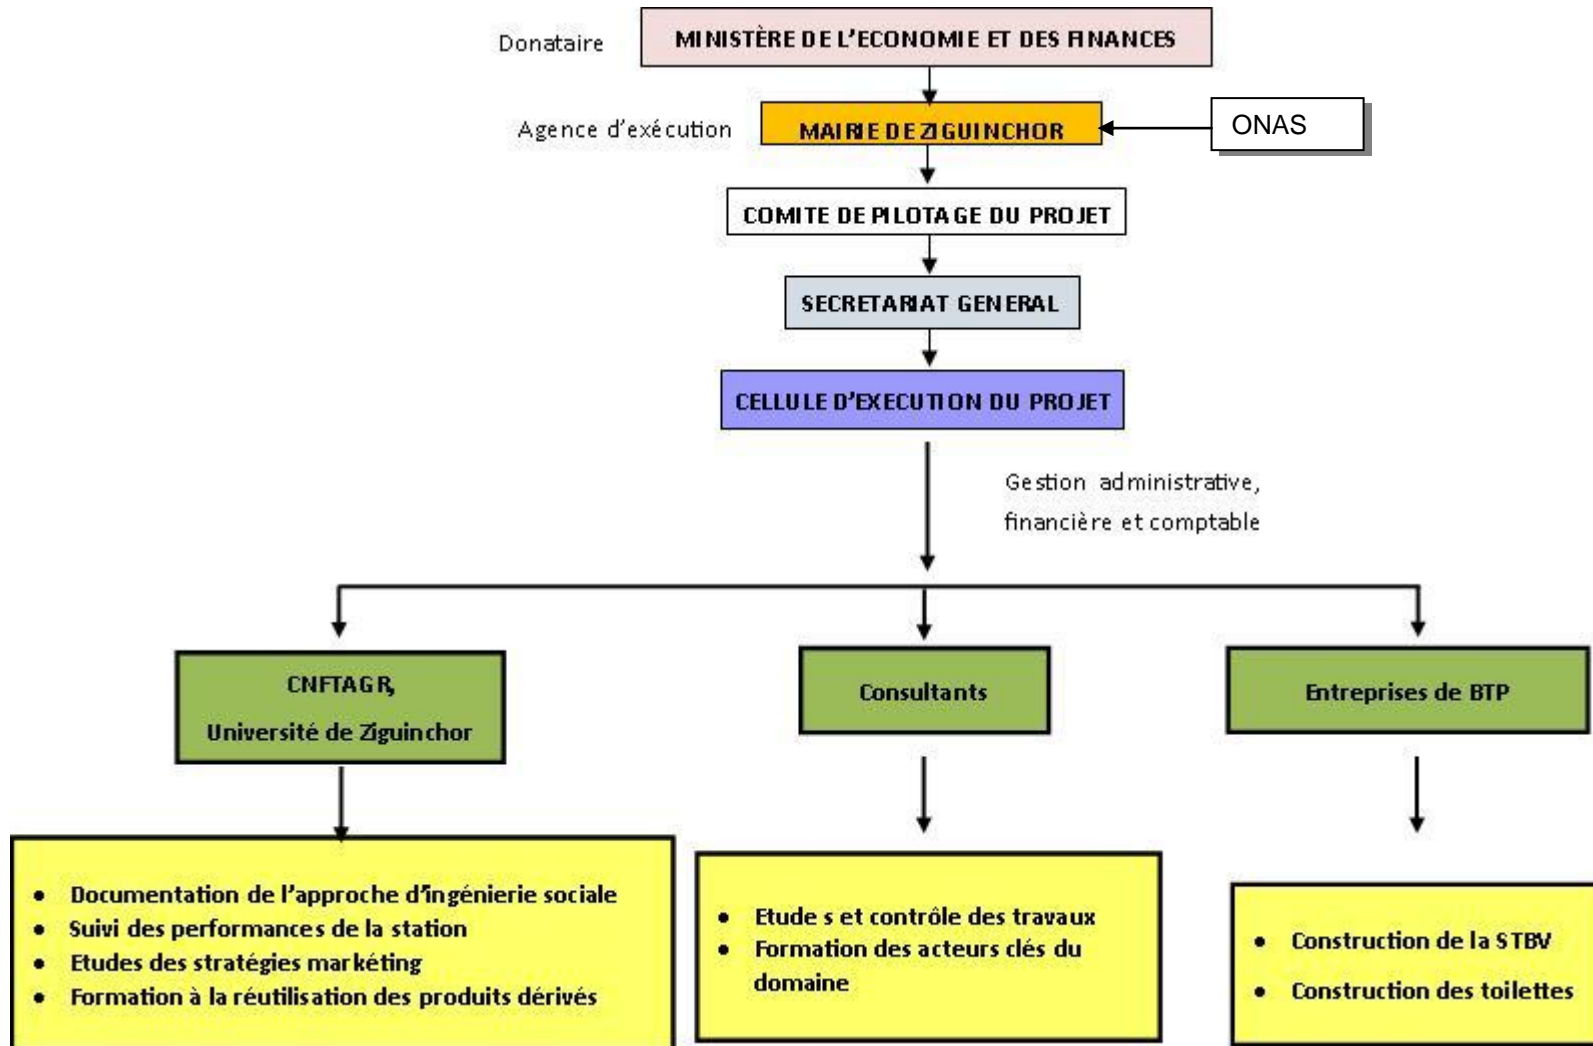 Donataire
MINISTÈRE DE L'ECONOMIE ET DES FINANCES
Agence d'exécution
MAIRIE DE ZIGUINCHOR
ONAS
COMITE DE PILOTAGE DU PROJET
SECRETARIAT GENERAL
CELLULE D'EXECUTION DU PROJET
Gestion administrative,
financière et comptable
CNFTAGR,
Université de Ziguinchor
Consultants
Entreprises de BTP
• Documentation de l'approche d'ingénierie sociale
• Suivi des performances de la station
• Etudes des stratégies markéting
• Formation à la réutilisation des produits dérivés
• Etude s et contrôle des travaux
• Formation des acteurs clés du
domaine
• Construction de la STBV
• Construction des toilettes